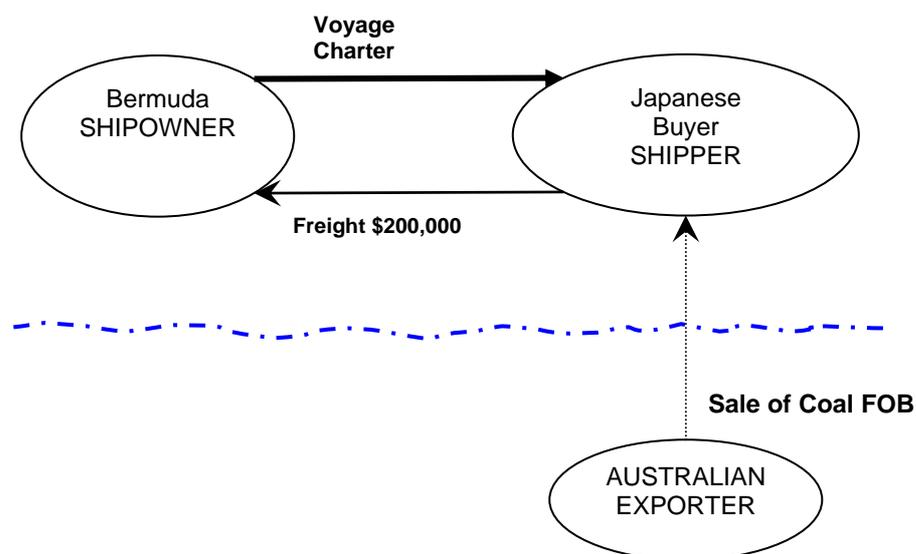 Voyage
Charter
Bermuda
SHIPOWNER
Japanese
Buyer
SHIPPER
Freight $200,000
Sale of Coal FOB
AUSTRALIAN
EXPORTER